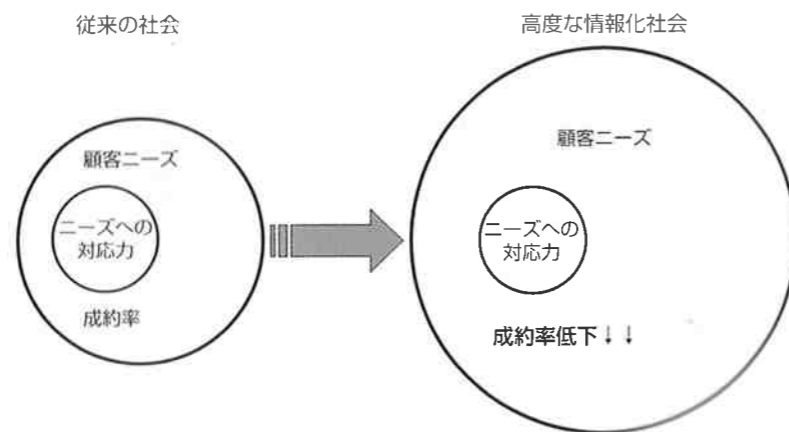 従来の社会
顧客ニーズ
ニーズへの
対応力
成約率
高度な情報化社会
顧客ニーズ
ニーズへの
対応力
成約率低下↓↓